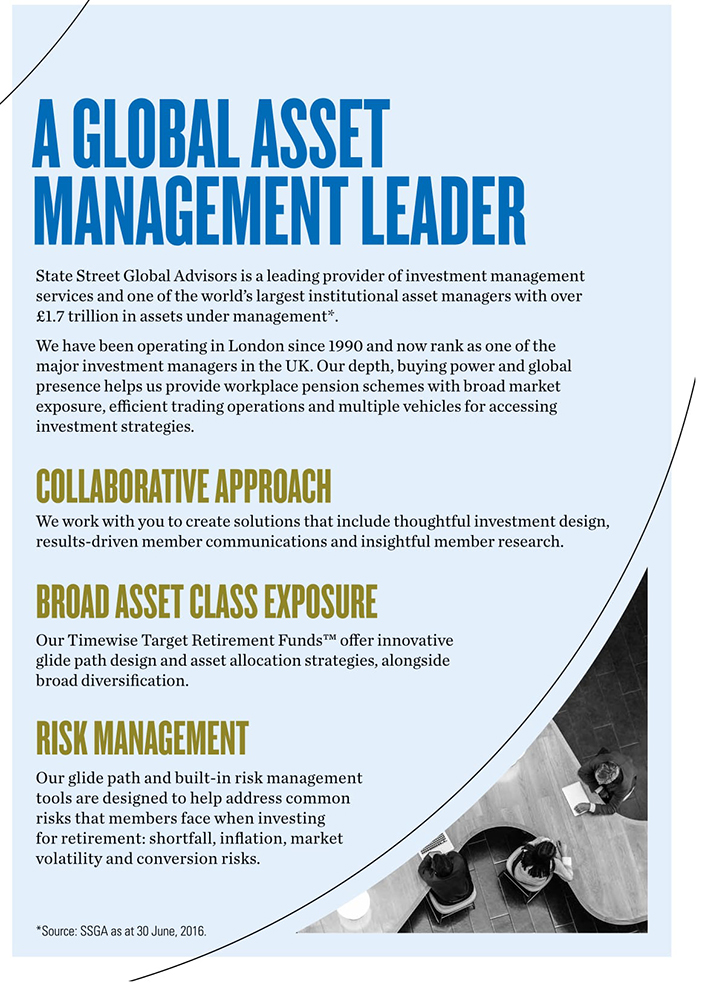 A GLOBAL ASSET
MANAGEMENT LEADER
State Street Global Advisors is a leading provider of investment management
services and one of the world’s largest institutional asset managers with over
£1.7 trillion in assets under management*.
We have been operating in London since 1990 and now rank as one of the
major investment managers in the UK. Our depth, buying power and global
presence helps us provide workplace pension schemes with broad market
exposure, efficient trading operations and multiple vehicles for accessing
investment strategies.
COLLABORATIVE APPROACH
We work with you to create solutions that include thoughtful investment design,
results-driven member communications and insightful member research.
BROAD ASSET CLASS EXPOSURE
Our Timewise Target Retirement Funds™ offer innovative
glide path design and asset allocation strategies, alongside
broad diversification.
RISK MANAGEMENT
Our glide path and built-in risk management
tools are designed to help address common
risks that members face when investing
for retirement: shortfall, inflation, market
volatility and conversion risks.
*Source: SSGA as at 30 June, 2016.